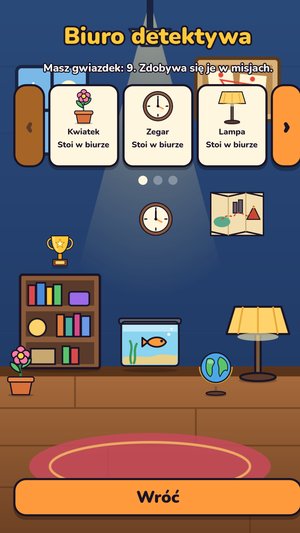 Biuro detektywa
Masz gwiazdek: 9. Zdobywa się je w misjach.
Kwiatek
Stoi w biurze
Zegar
Stoi w biurze
Lampa
Stoi w biurze
Wróć